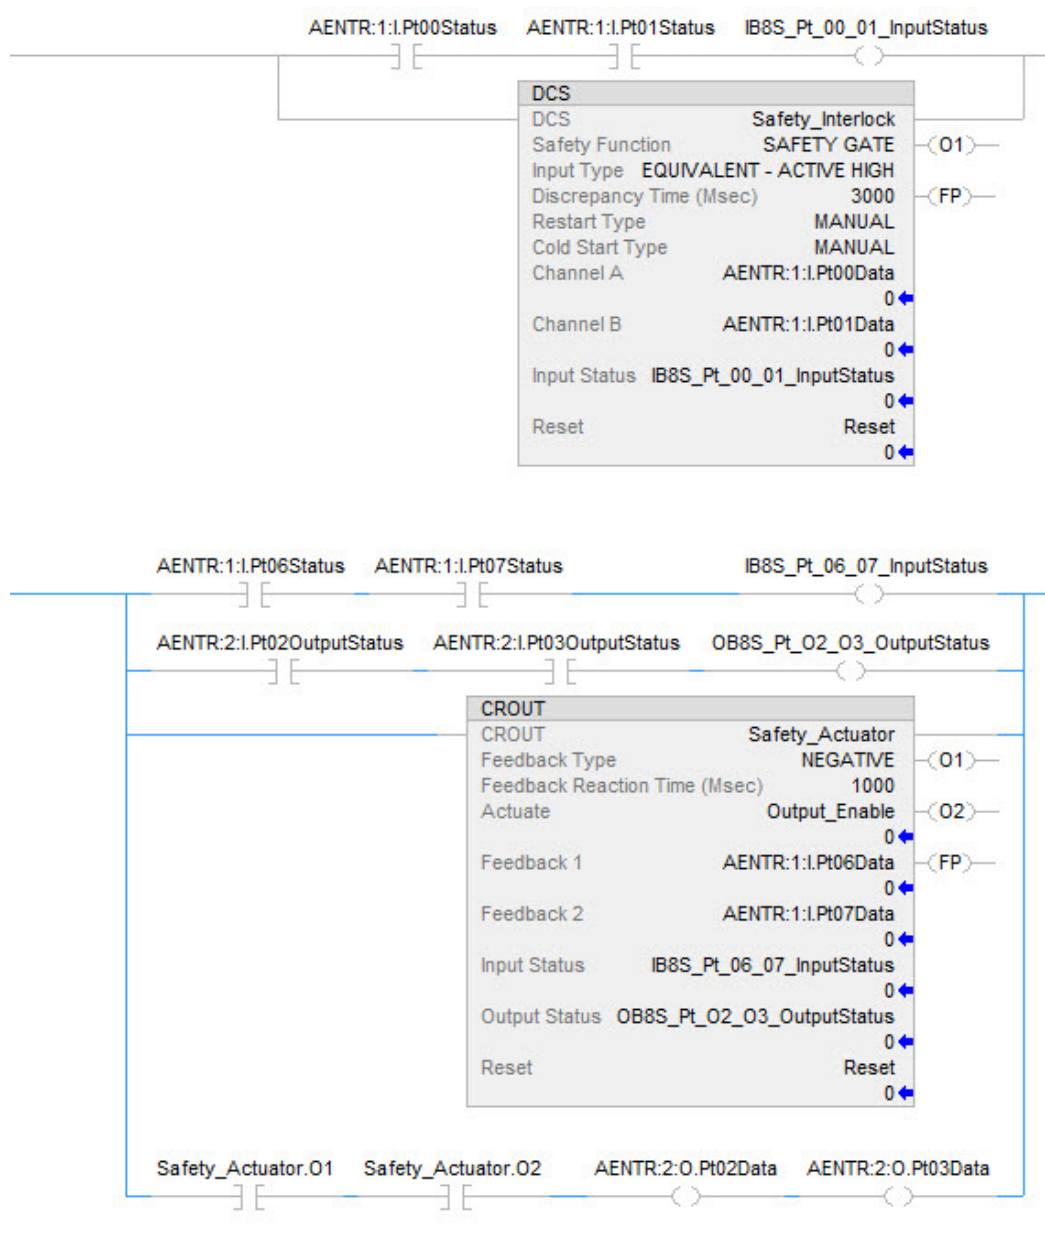 AENTR:1:I.Pt00Status AENTR:1:I.Pt01Status IB8S_Pt_00_01_InputStatus
DCS
DCS Safety_Interlock
Safety Function SAFETY GATE O1
Input Type EQUIVALENT - ACTIVE HIGH
Discrepancy Time (Msec) 3000 FP
Restart Type MANUAL
Cold Start Type MANUAL
Channel A AENTR:1:I.Pt00Data
0
Channel B AENTR:1:I.Pt01Data
0
Input Status IB8S_Pt_00_01_InputStatus
0
Reset Reset
0
AENTR:1:I.Pt06Status AENTR:1:I.Pt07Status IB8S_Pt_06_07_InputStatus
AENTR:2:I.Pt02OutputStatus AENTR:2:I.Pt03OutputStatus OB8S_Pt_O2_O3_OutputStatus
CROUT
CROUT Safety_Actuator
Feedback Type NEGATIVE O1
Feedback Reaction Time (Msec) 1000
Actuate Output_Enable O2
0
Feedback 1 AENTR:1:I.Pt06Data FP
0
Feedback 2 AENTR:1:I.Pt07Data
0
Input Status IB8S_Pt_06_07_InputStatus
0
Output Status OB8S_Pt_O2_O3_OutputStatus
0
Reset Reset
0
Safety_Actuator.O1 Safety_Actuator.O2 AENTR:2:O.Pt02Data AENTR:2:O.Pt03Data